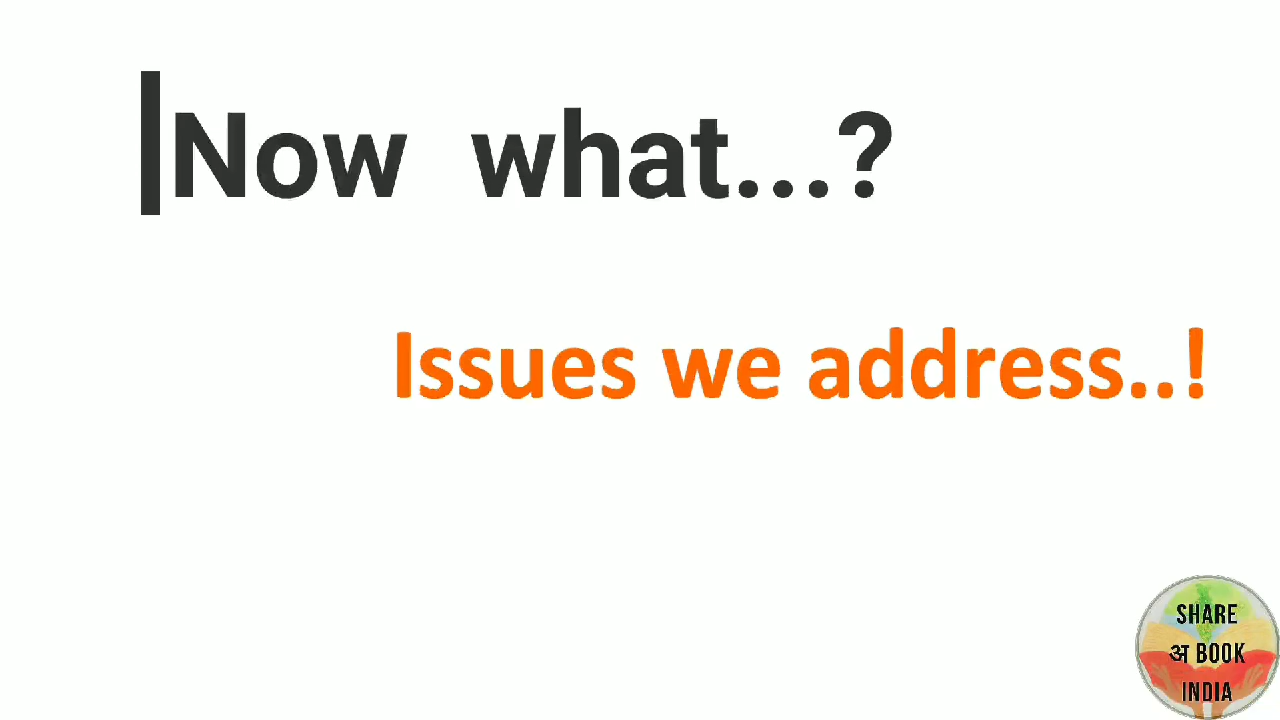 Now what...?
Issues we address..!
SHARE
अ BOOK
INDIA